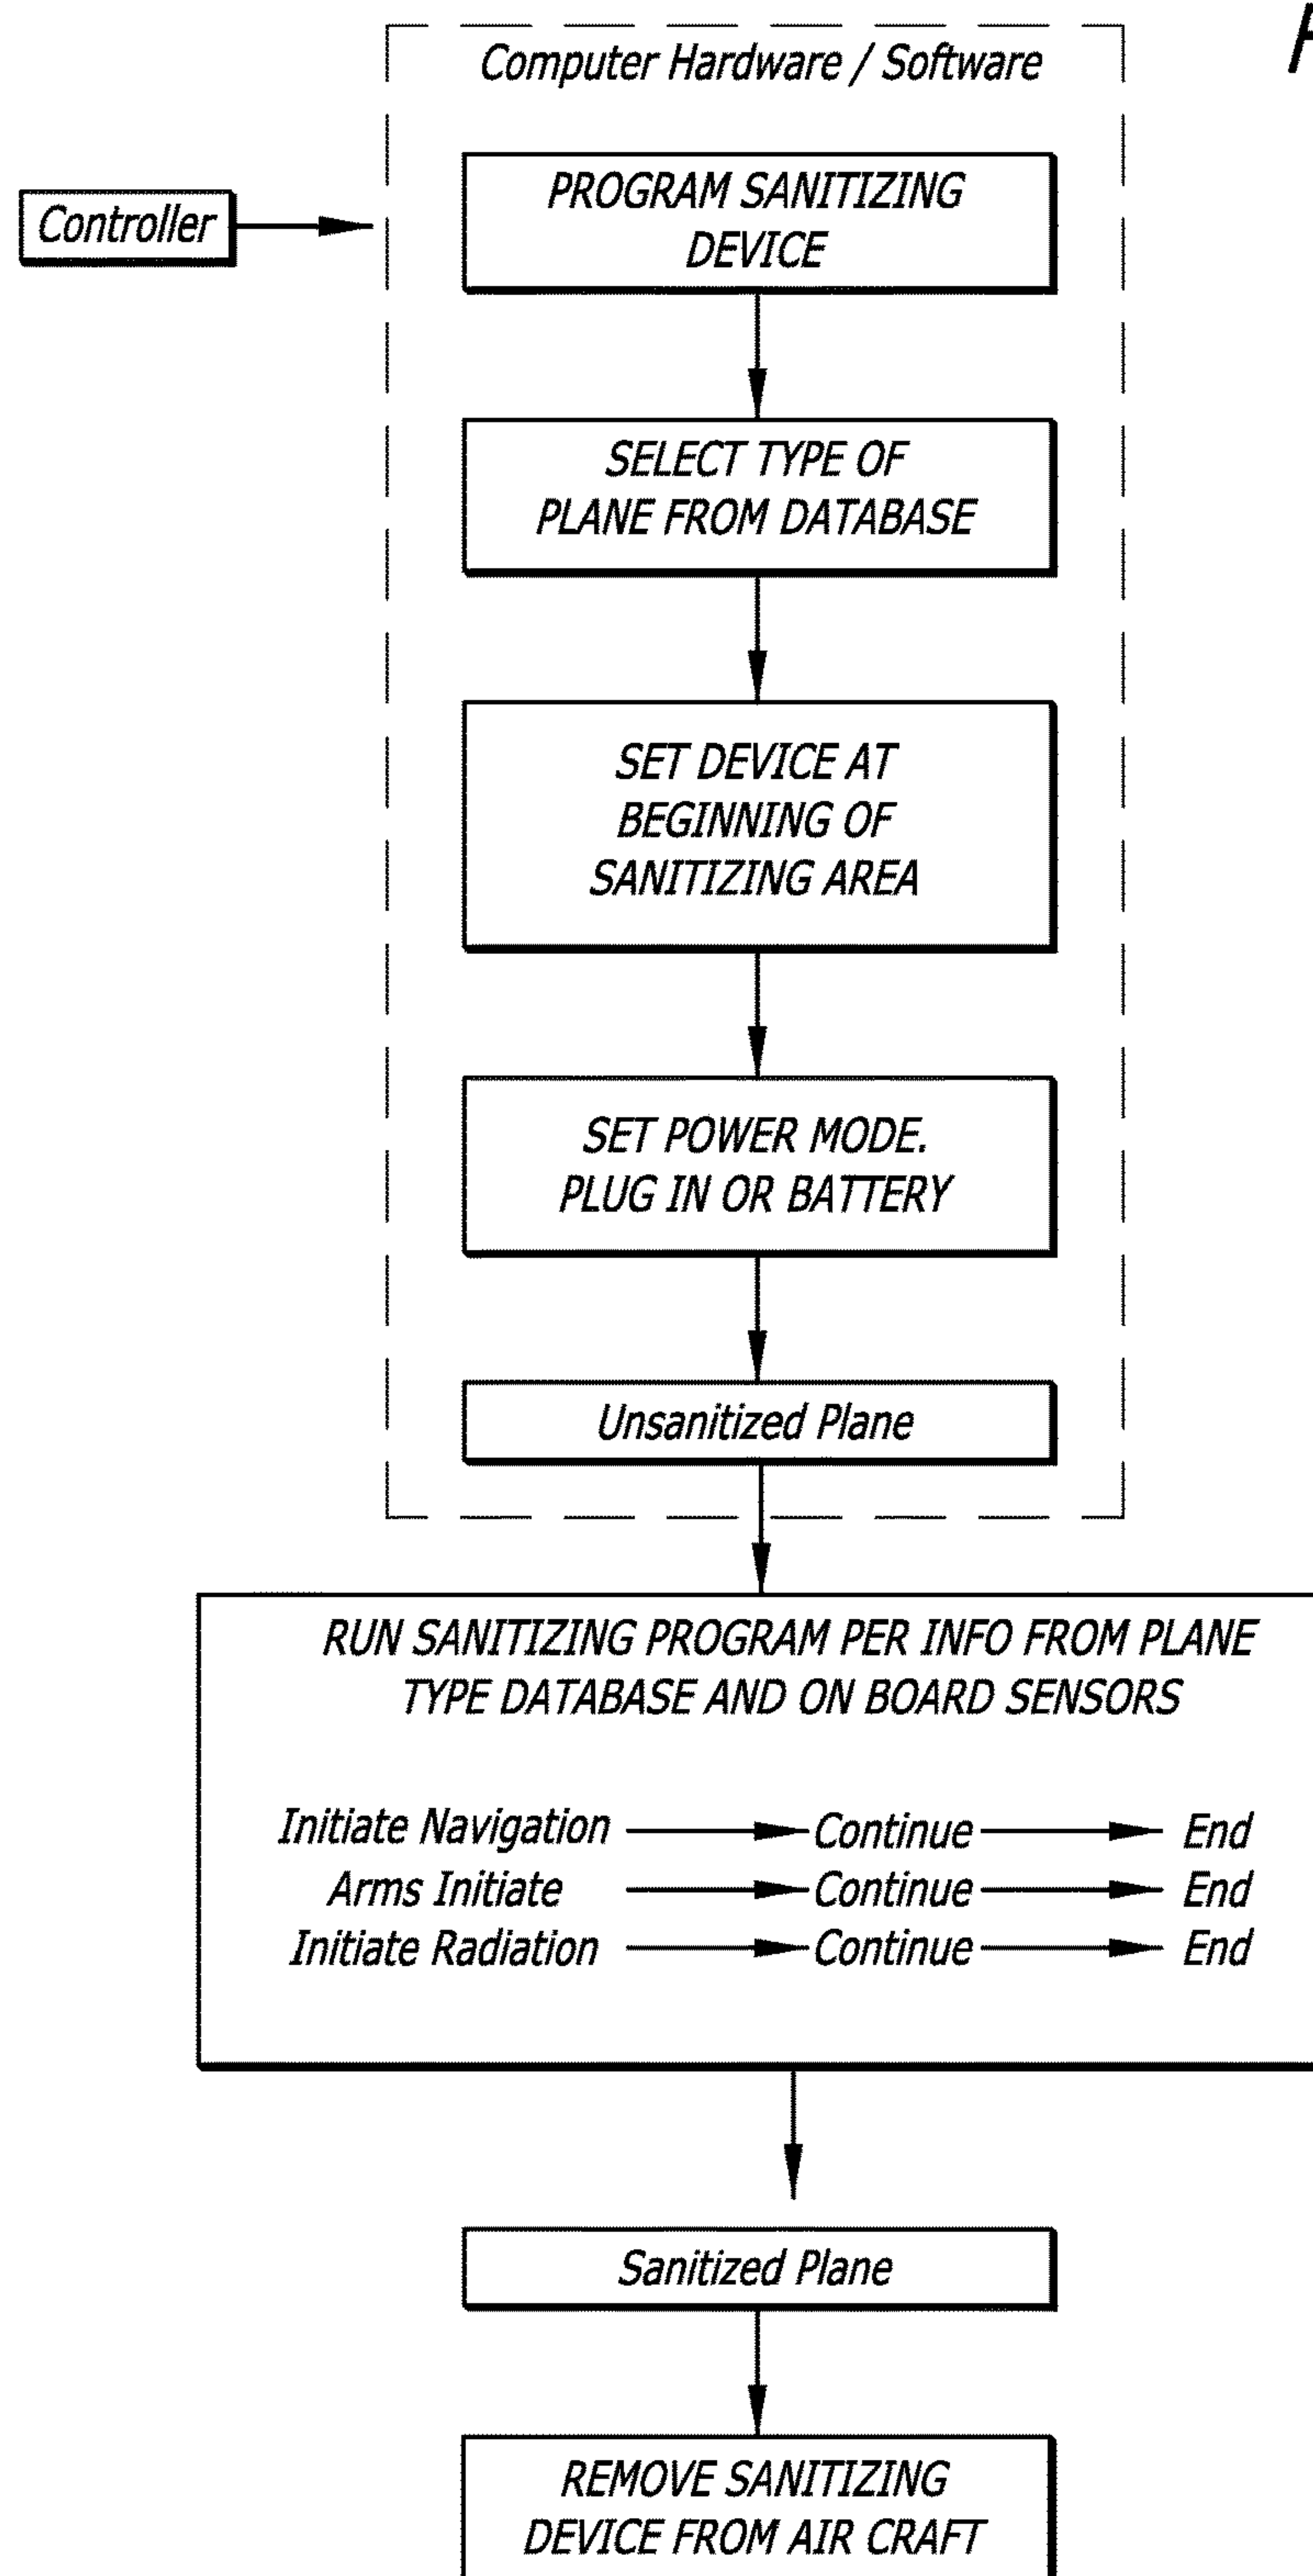 Computer Hardware / Software
Controller
PROGRAM SANITIZING
DEVICE
SELECT TYPE OF
PLANE FROM DATABASE
SET DEVICE AT
BEGINNING OF
SANITIZING AREA
SET POWER MODE.
PLUG IN OR BATTERY
Unsanitized Plane
RUN SANITIZING PROGRAM PER INFO FROM PLANE
TYPE DATABASE AND ON BOARD SENSORS
Initiate Navigation Continue End
Arms Initiate Continue End
Initiate Radiation Continue End
Sanitized Plane
REMOVE SANITIZING
DEVICE FROM AIR CRAFT